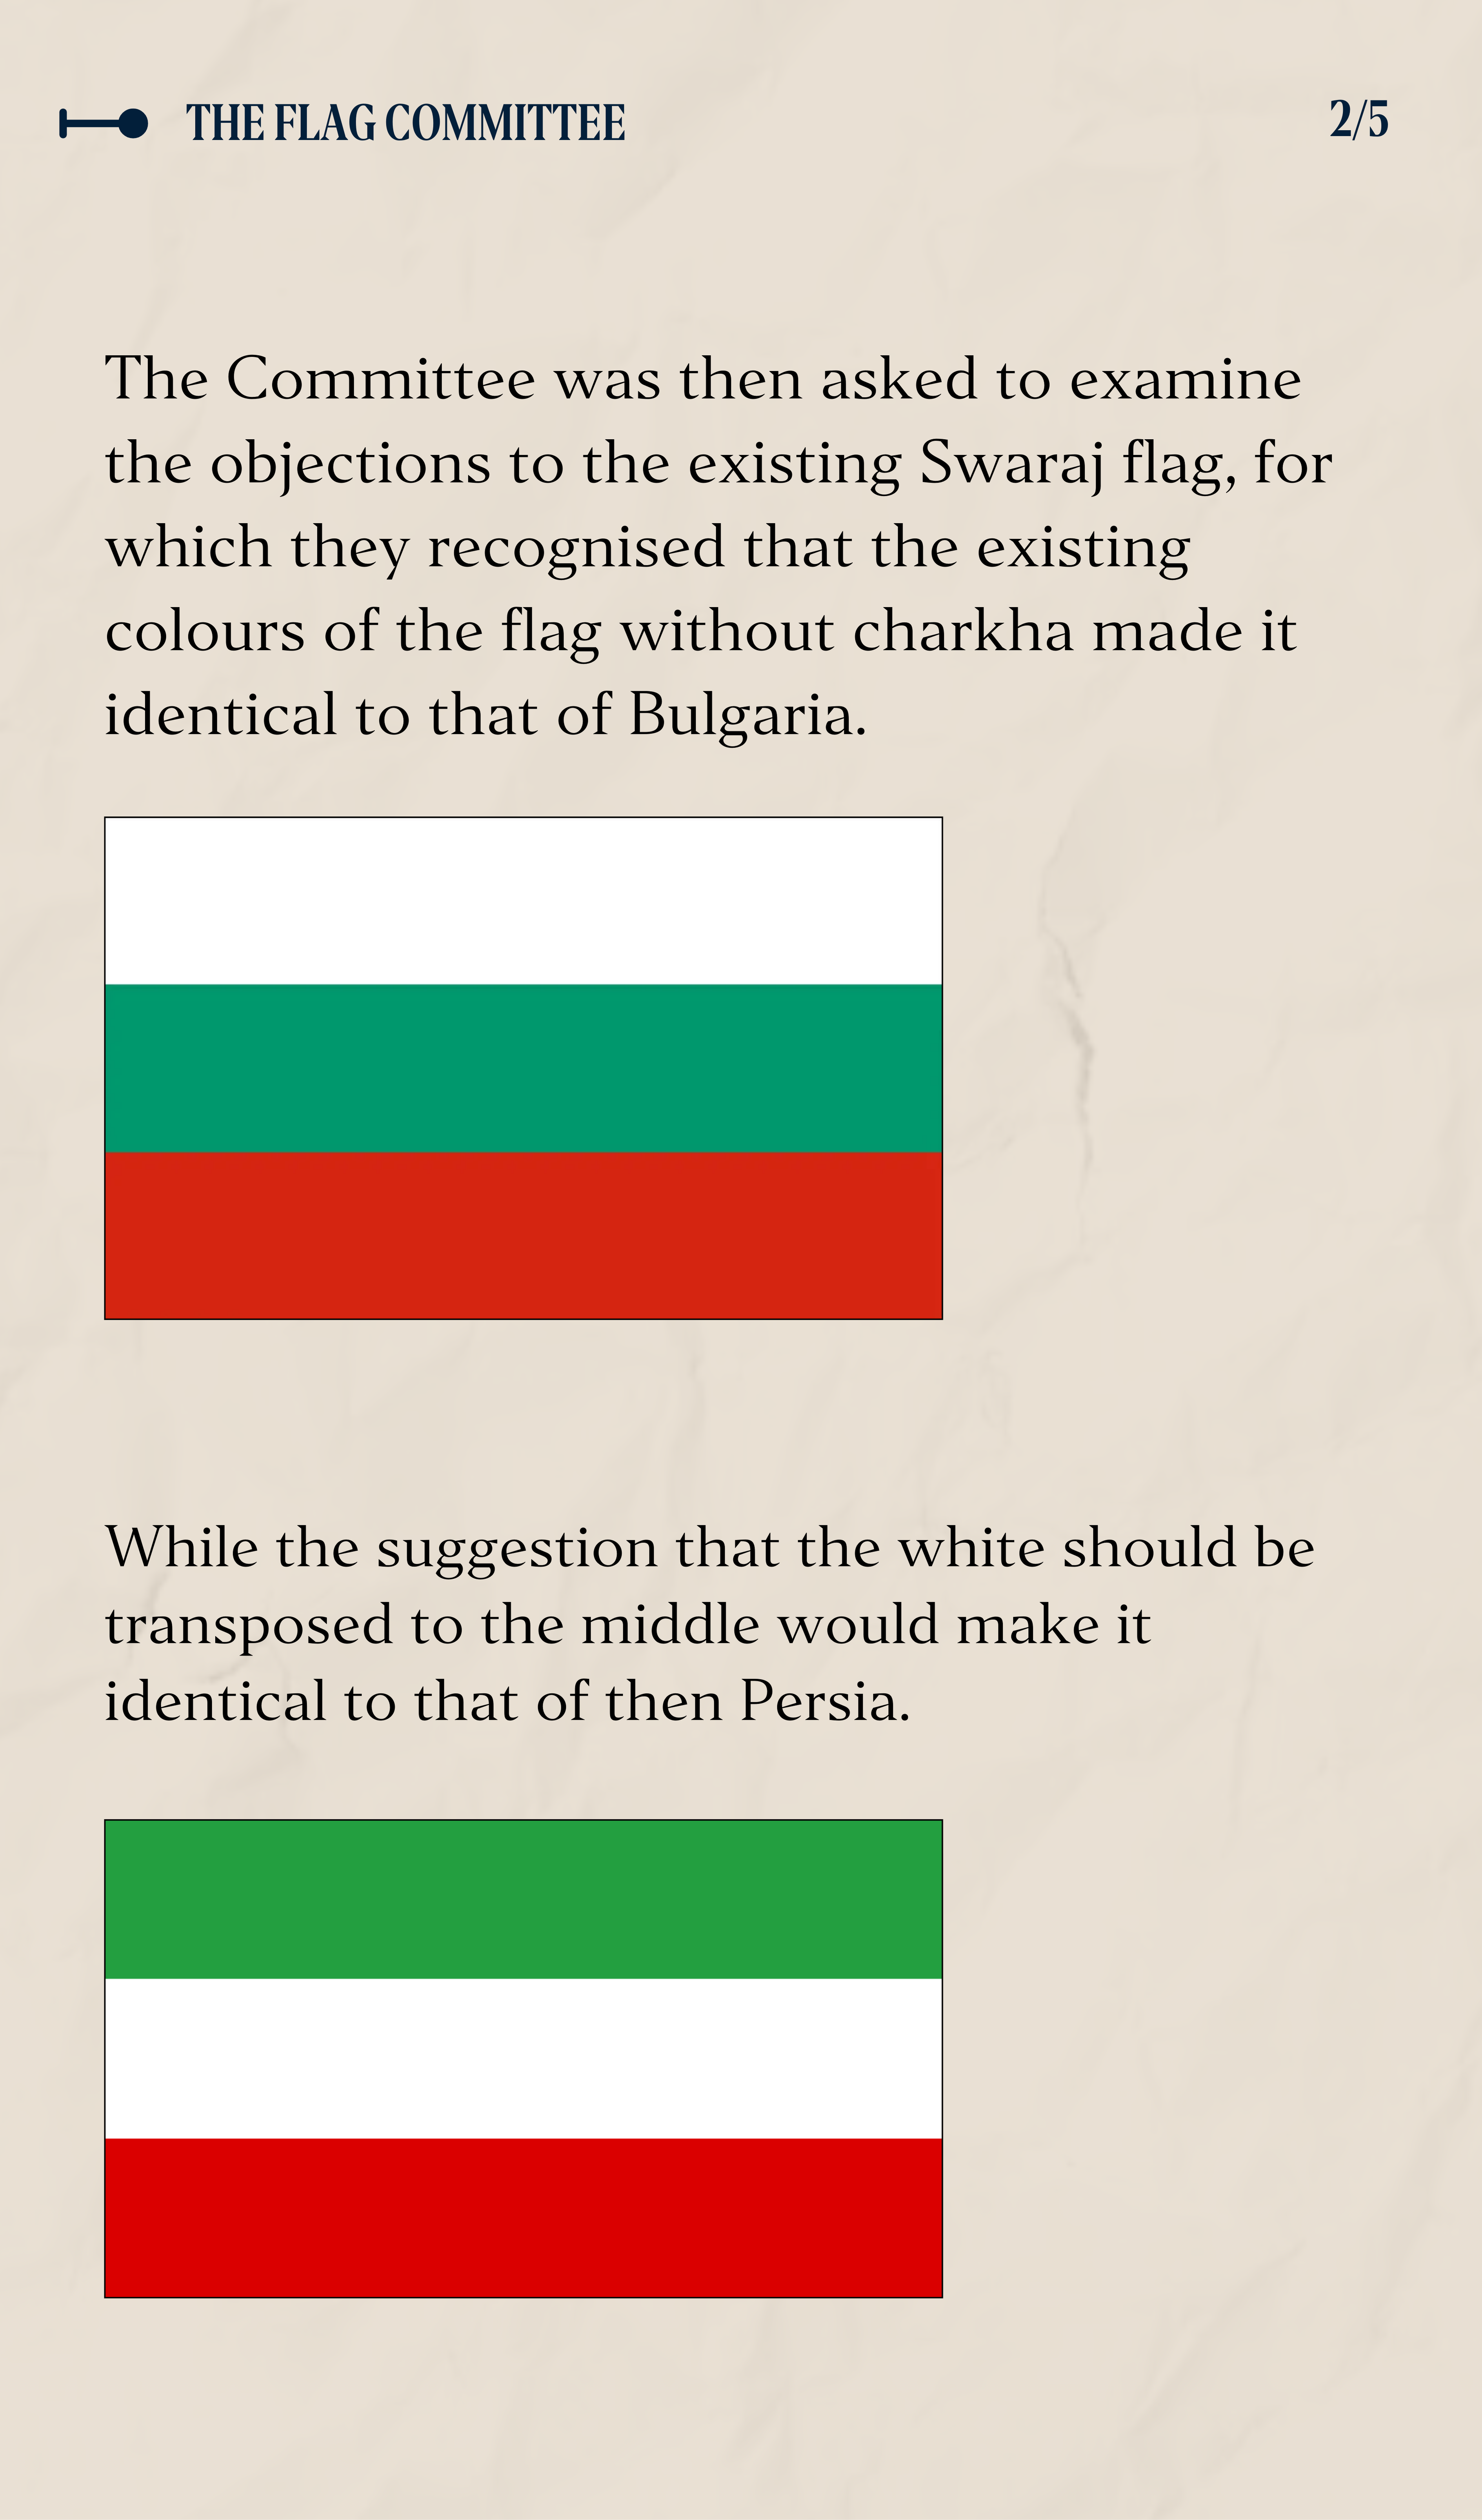 THE FLAG COMMITTEE
2/5
The Committee was then asked to examine
the objections to the existing Swaraj flag, for
which they recognised that the existing
colours of the flag without charkha made it
identical to that of Bulgaria.
While the suggestion that the white should be
transposed to the middle would make it
identical to that of then Persia.